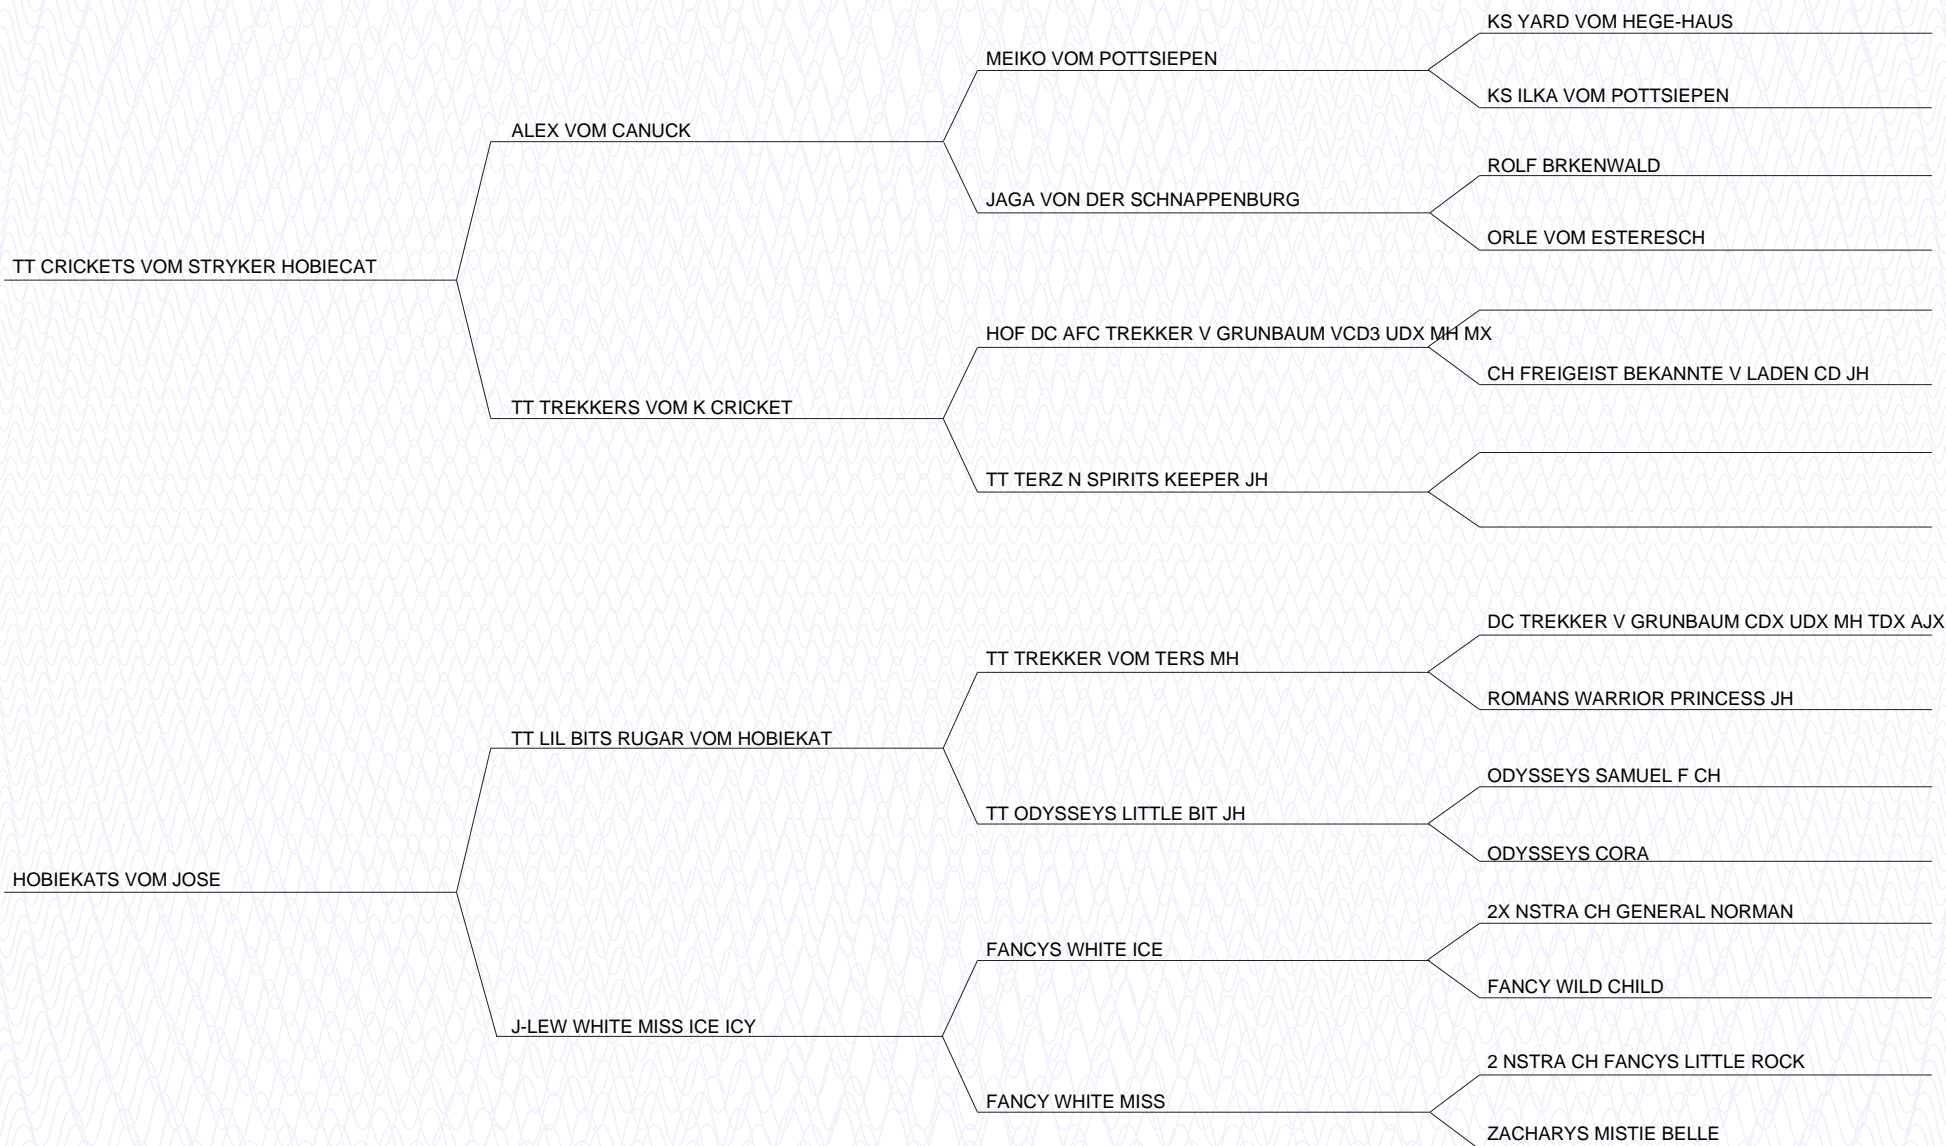 KS YARD VOM HEGE-HAUS
MEIKO VOM POTTSIEPEN
KS ILKA VOM POTTSIEPEN
ALEX VOM CANUCK
ROLF BRKENWALD
JAGA VON DER SCHNAPPENBURG
ORLE VOM ESTERESCH
TT CRICKETS VOM STRYKER HOBIECAT
HOF DC AFC TREKKER V GRUNBAUM VCD3 UDX MH MX
CH FREIGEIST BEKANNTE V LADEN CD JH
TT TREKKERS VOM K CRICKET
TT TERZ N SPIRITS KEEPER JH
DC TREKKER V GRUNBAUM CDX UDX MH TDX AJX
TT TREKKER VOM TERS MH
ROMANS WARRIOR PRINCESS JH
TT LIL BITS RUGAR VOM HOBIEKAT
ODYSSEYS SAMUEL F CH
TT ODYSSEYS LITTLE BIT JH
ODYSSEYS CORA
HOBIEKATS VOM JOSE
2X NSTRA CH GENERAL NORMAN
FANCYS WHITE ICE
FANCY WILD CHILD
J-LEW WHITE MISS ICE ICY
2 NSTRA CH FANCYS LITTLE ROCK
FANCY WHITE MISS
ZACHARYS MISTIE BELLE